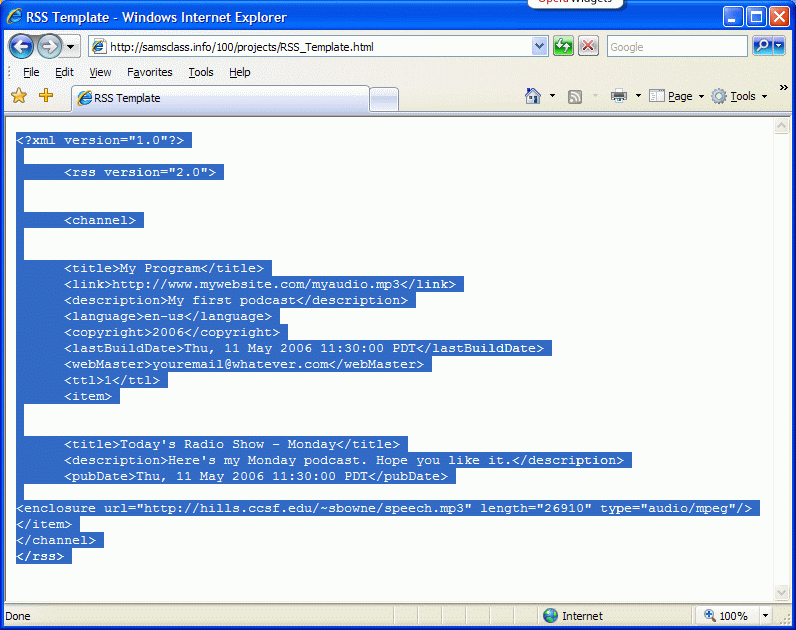 Opera Widgets
RSS Template - Windows Internet Explorer
http://samsclass.info/100/projects/RSS_Template.html
Google
File Edit View Favorites Tools Help
RSS Template
Page Tools »
<?xml version="1.0"?>
<rss version="2.0">
<channel>
<title>My Program</title>
<link>http://www.mywebsite.com/myaudio.mp3</link>
<description>My first podcast</description>
<language>en-us</language>
<copyright>2006</copyright>
<lastBuildDate>Thu, 11 May 2006 11:30:00 PDT</lastBuildDate>
<webMaster>youremail@whatever.com</webMaster>
<ttl>1</ttl>
<item>
<title>Today's Radio Show - Monday</title>
<description>Here's my Monday podcast. Hope you like it.</description>
<pubDate>Thu, 11 May 2006 11:30:00 PDT</pubDate>
<enclosure url="http://hills.ccsf.edu/~sbowne/speech.mp3" length="26910" type="audio/mpeg"/>
</item>
</channel>
</rss>
Done Internet 100%